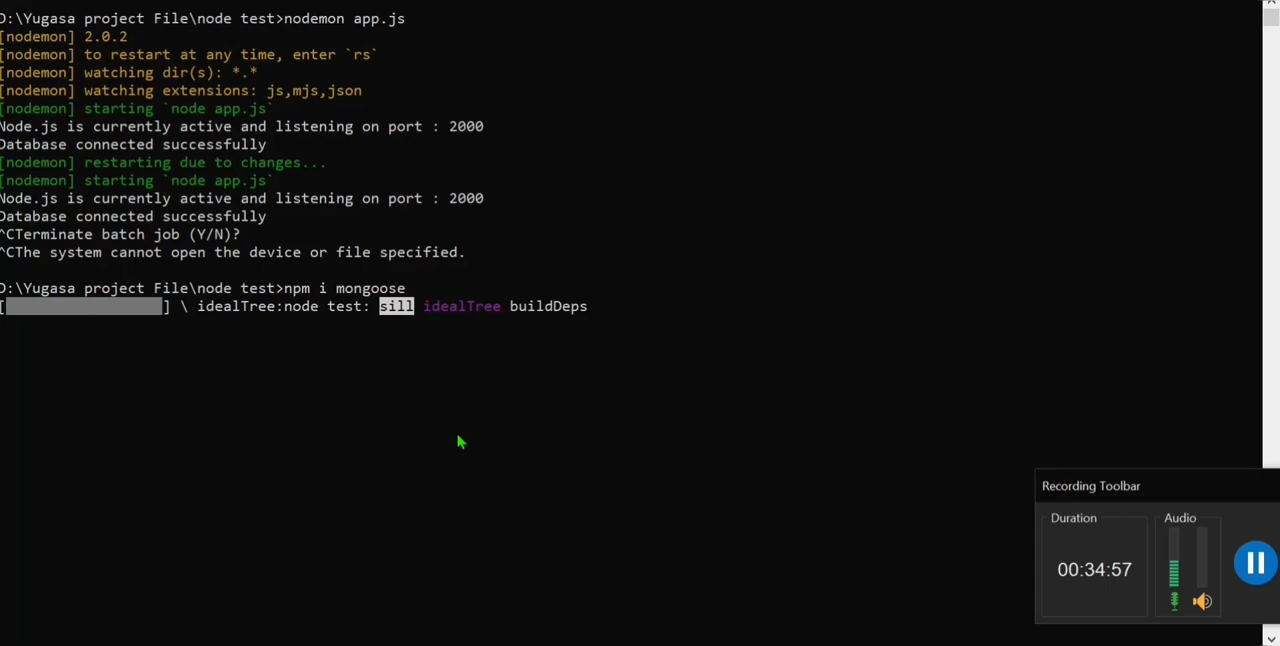 D:\Yugasa project File\node test>nodemon app.js
[nodemon] 2.0.2
[nodemon] to restart at any time, enter `rs`
[nodemon] watching dir(s): *.*
[nodemon] watching extensions: js,mjs,json
[nodemon] starting `node app.js`
Node.js is currently active and listening on port : 2000
Database connected successfully
[nodemon] restarting due to changes...
[nodemon] starting `node app.js`
Node.js is currently active and listening on port : 2000
Database connected successfully
^CTerminate batch job (Y/N)?
^CThe system cannot open the device or file specified.
D:\Yugasa project File\node test>npm i mongoose
[ ] \ idealTree:node test: sill idealTree buildDeps
Recording Toolbar
Duration
Audio
00:34:57